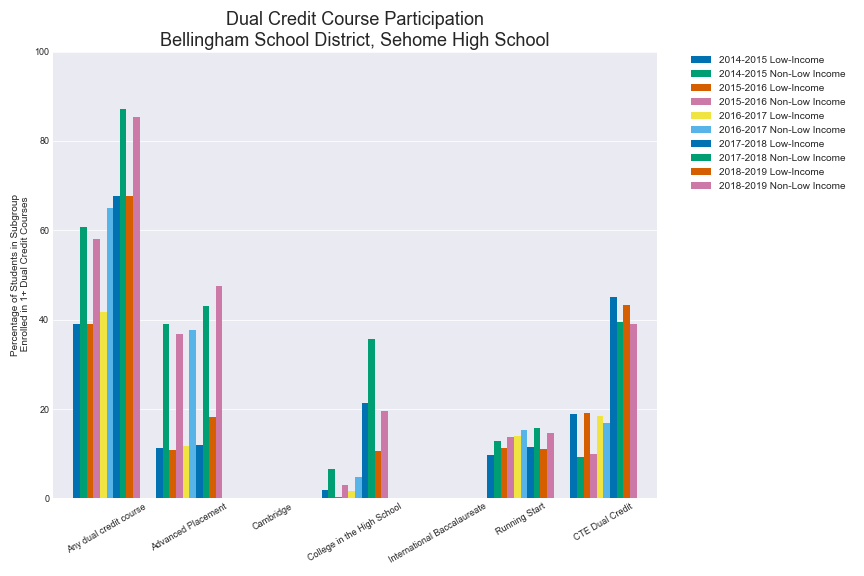 Dual Credit Course Participation
Bellingham School District, Sehome High School
Percentage of Students in Subgroup
Enrolled in 1+ Dual Credit Courses
100
80
60
40
20
0
Any dual credit course
Advanced Placement
Cambridge
College in the High School
International Baccalaureate
Running Start
CTE Dual Credit
2014-2015 Low-Income
2014-2015 Non-Low Income
2015-2016 Low-Income
2015-2016 Non-Low Income
2016-2017 Low-Income
2016-2017 Non-Low Income
2017-2018 Low-Income
2017-2018 Non-Low Income
2018-2019 Low-Income
2018-2019 Non-Low Income